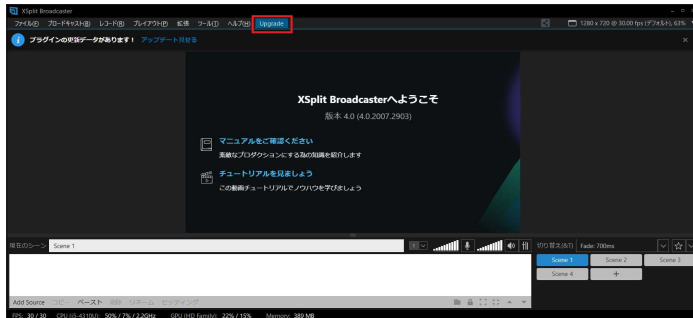 XSplit Broadcaster
ファイル(F) ブロードキャスト(B) レコード(R) プレイアウト(P) 拡張 ツール(T) ヘルプ(H) Upgrade 1280 x 720 @ 30.00 fps (デフォルト), 63%
プラグインの更新データがあります！ アップデート見せる
XSplit Broadcasterへようこそ
版本 4.0 (4.0.2007.2903)
マニュアルをご確認ください
素敵なプロダクションにする為の知識を紹介します
チュートリアルを見ましょう
この動画チュートリアルでノウハウを学びましょう
現在のシーン Scene 1 1 切り替え(&T) Fade: 700ms
Scene 1 Scene 2 Scene 3
Scene 4 +
Add Source コピー ペースト 削除 リネーム セッティング
FPS: 30 / 30 CPU (i5-4310U): 50% / 7% / 2.2GHz GPU (HD Family): 22% / 15% Memory: 389 MB